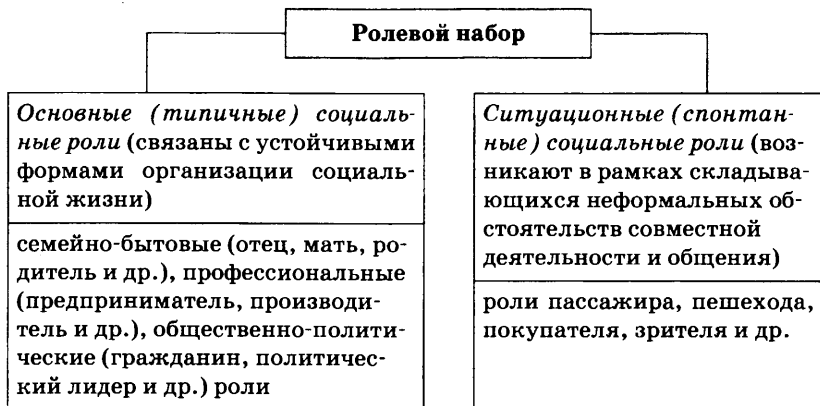 Ролевой набор
Основные (типичные) социаль-
ные роли (связаны с устойчивыми
формами организации социаль-
ной жизни)
семейно-бытовые (отец, мать, ро-
дитель и др.), профессиональные
(предприниматель, производи-
тель и др.), общественно-полити-
ческие (гражданин, политичес-
кий лидер и др.) роли
Ситуационные (спонтан-
ные) социальные роли (воз-
никают в рамках складыва-
ющихся неформальных об-
стоятельств совместной
деятельности и общения)
роли пассажира, пешехода,
покупателя, зрителя и др.